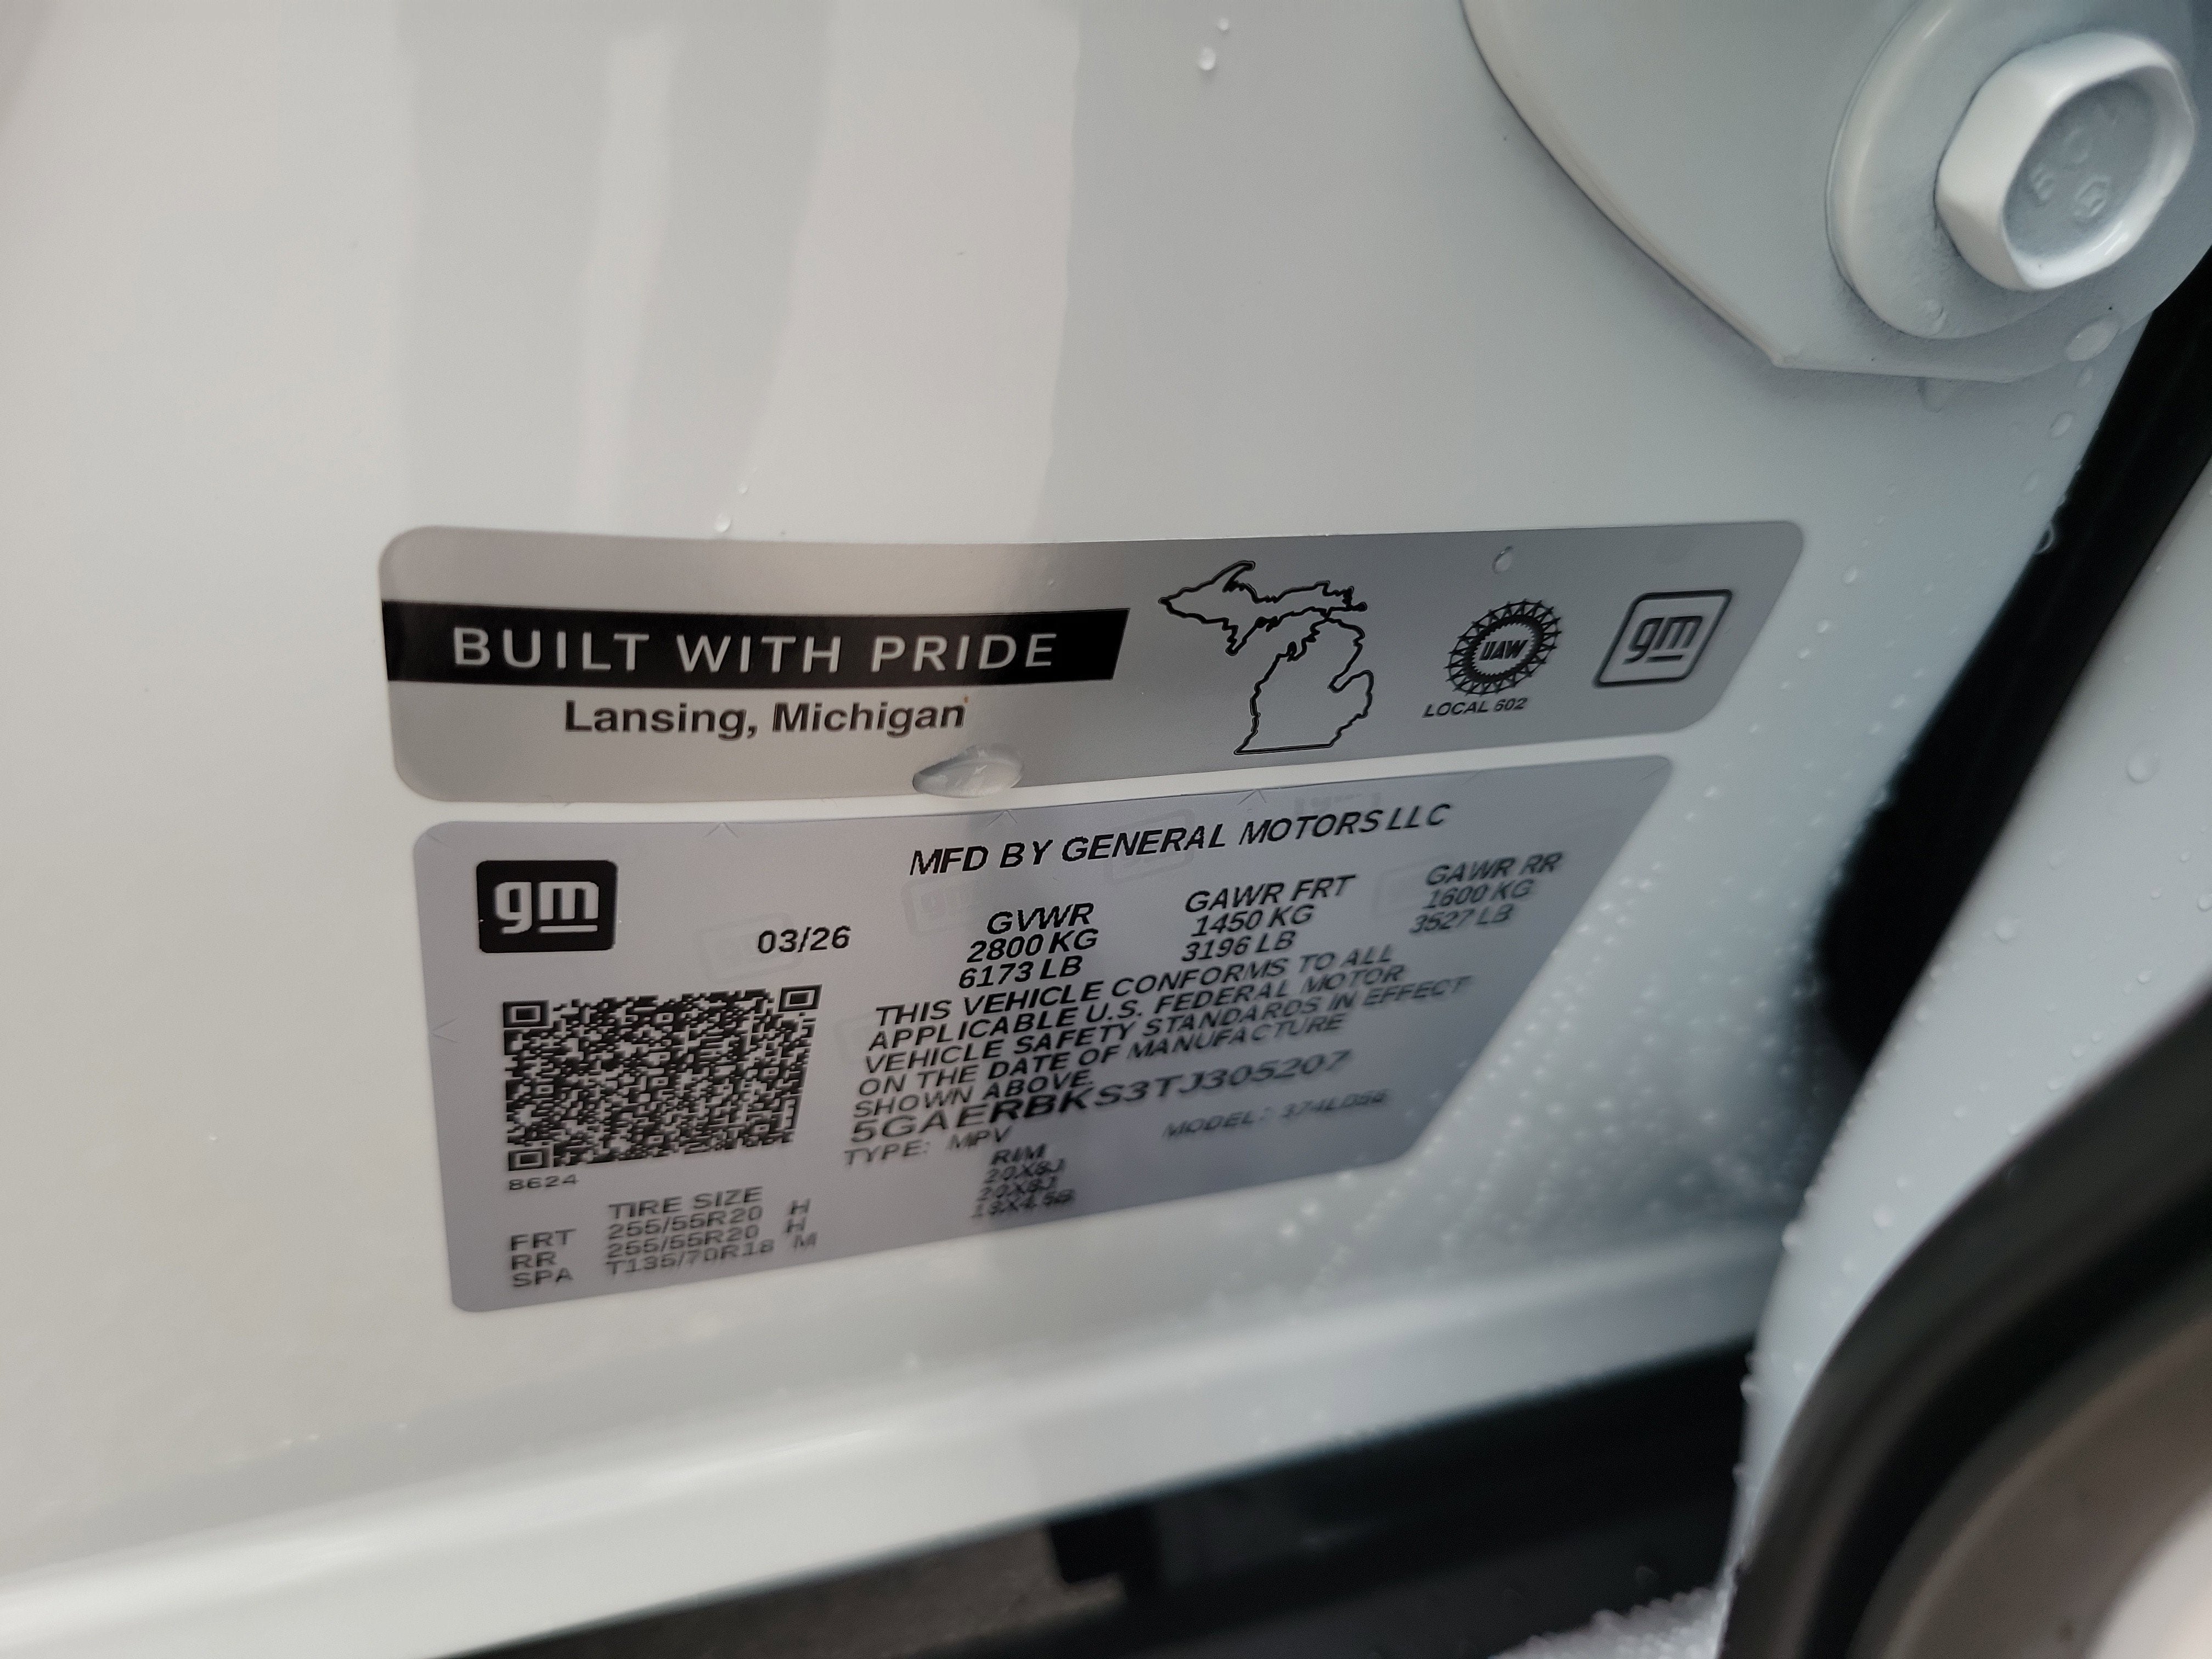 BUILT WITH PRIDE
Lansing, Michigan
UAW
LOCAL 602
gm
gm
MFD BY GENERAL MOTORS LLC
03/26
GVWR
2800 KG
6173 LB
GAWR FRT
1450 KG
3196 LB
GAWR RR
1600 KG
3527 LB
THIS VEHICLE CONFORMS TO ALL
APPLICABLE U.S. FEDERAL MOTOR
VEHICLE SAFETY STANDARDS IN EFFECT
ON THE DATE OF MANUFACTURE
SHOWN ABOVE.
5GAERBKS3TJ305207
TYPE: MPV MODEL:
B624
TIRE SIZE RIM
FRT 255/55R20 H 20X8J
RR 255/55R20 H 20X8J
SPA T135/70R18 M 18X4.5B